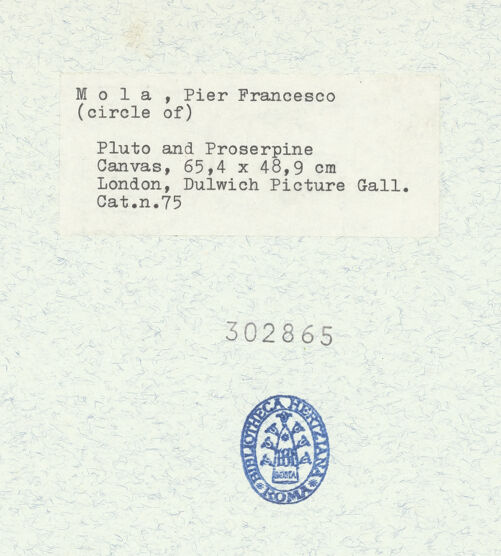 M o l a , Pier Francesco
(circle of)
Pluto and Proserpine
Canvas, 65,4 x 48,9 cm
London, Dulwich Picture Gall.
Cat.n.75
302865
BIBLIOTHECA HERTZIANA
ROMA